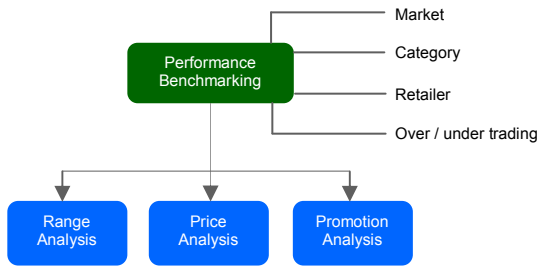 Market
Performance
Benchmarking
Category
Retailer
Over / under trading
Range
Analysis
Price
Analysis
Promotion
Analysis